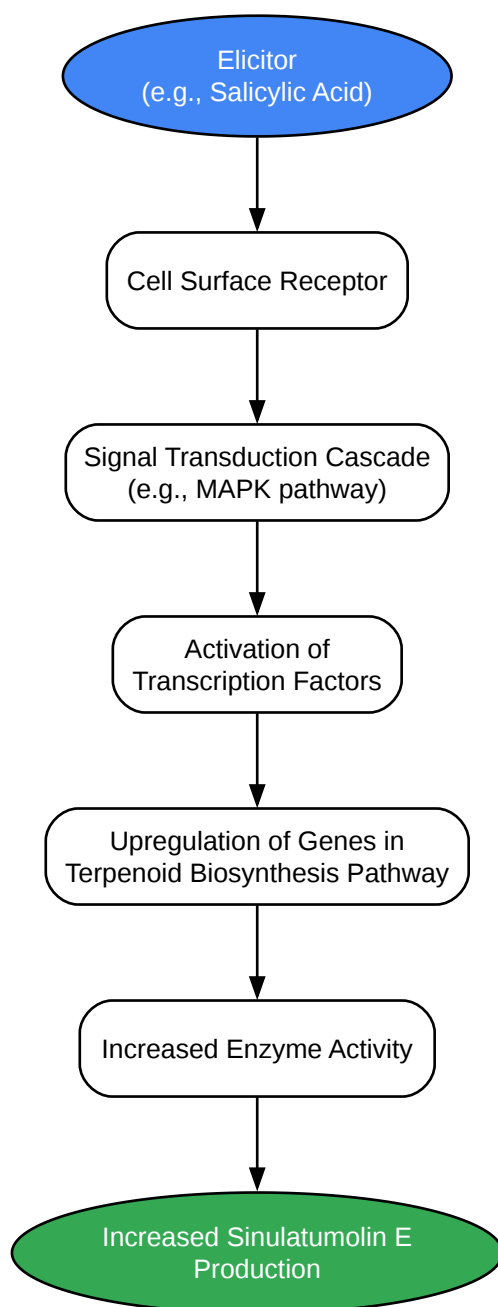 Elicitor
(e.g., Salicylic Acid)
Cell Surface Receptor
Signal Transduction Cascade
(e.g., MAPK pathway)
Activation of
Transcription Factors
Upregulation of Genes in
Terpenoid Biosynthesis Pathway
Increased Enzyme Activity
Increased Sinulatumolin E
Production